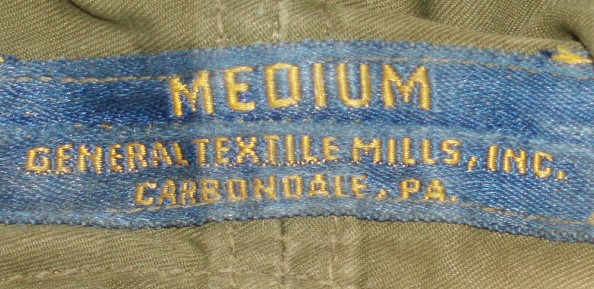 MEDIUM
GENERAL TEXTILE MILLS, INC.
CARBONDALE, PA.